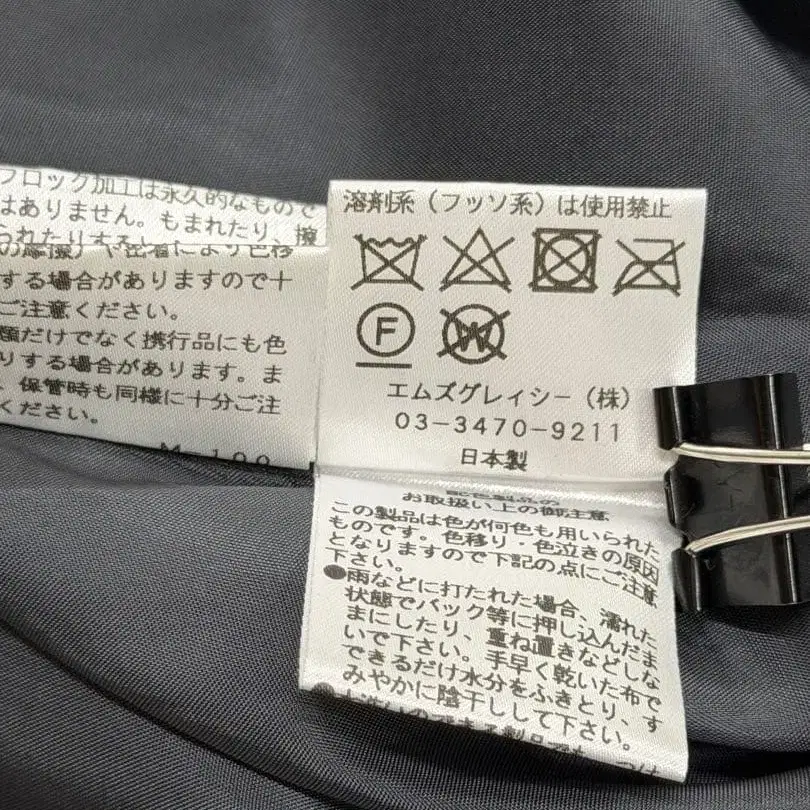 フロック加工は永久的なもので
はありません。もまれたり、擦
られたりすると
の摩擦）や密着により色移
する場合がありますので十
ご注意ください。
類だけでなく携行品にも色
りする場合があります。ま
、保管時も同様に十分ご注
ください。
M-100
溶剤系（フッソ系）は使用禁止
F
W
エムズグレィシー（株）
03-3470-9211
日本製
配色製品の
お取扱い上の御注意
この製品は色が何色も用いられた
ものです。色移り・色泣きの原因
となりますので下記の点にご注意
下さい。
●雨などに打たれた場合、濡れた
状態でバック等に押し込んだま
まにしたり、重ね置きなどしな
いで下さい。手早く乾いた布で
できるだけ水分をふきとり、す
みやかに陰干しして下さい。